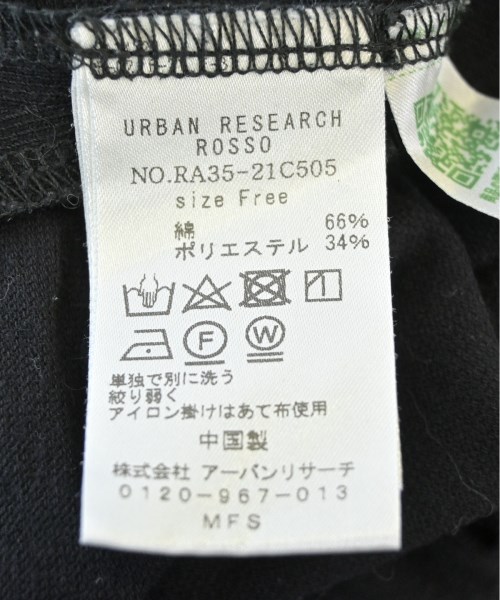 URBAN RESEARCH
ROSSO
NO.RA35-21C505
size Free
綿 66%
ポリエステル 34%
F W
単独で別に洗う
絞り弱く
アイロン掛けはあて布使用
中国製
株式会社 アーバンリサーチ
0120-967-013
MFS